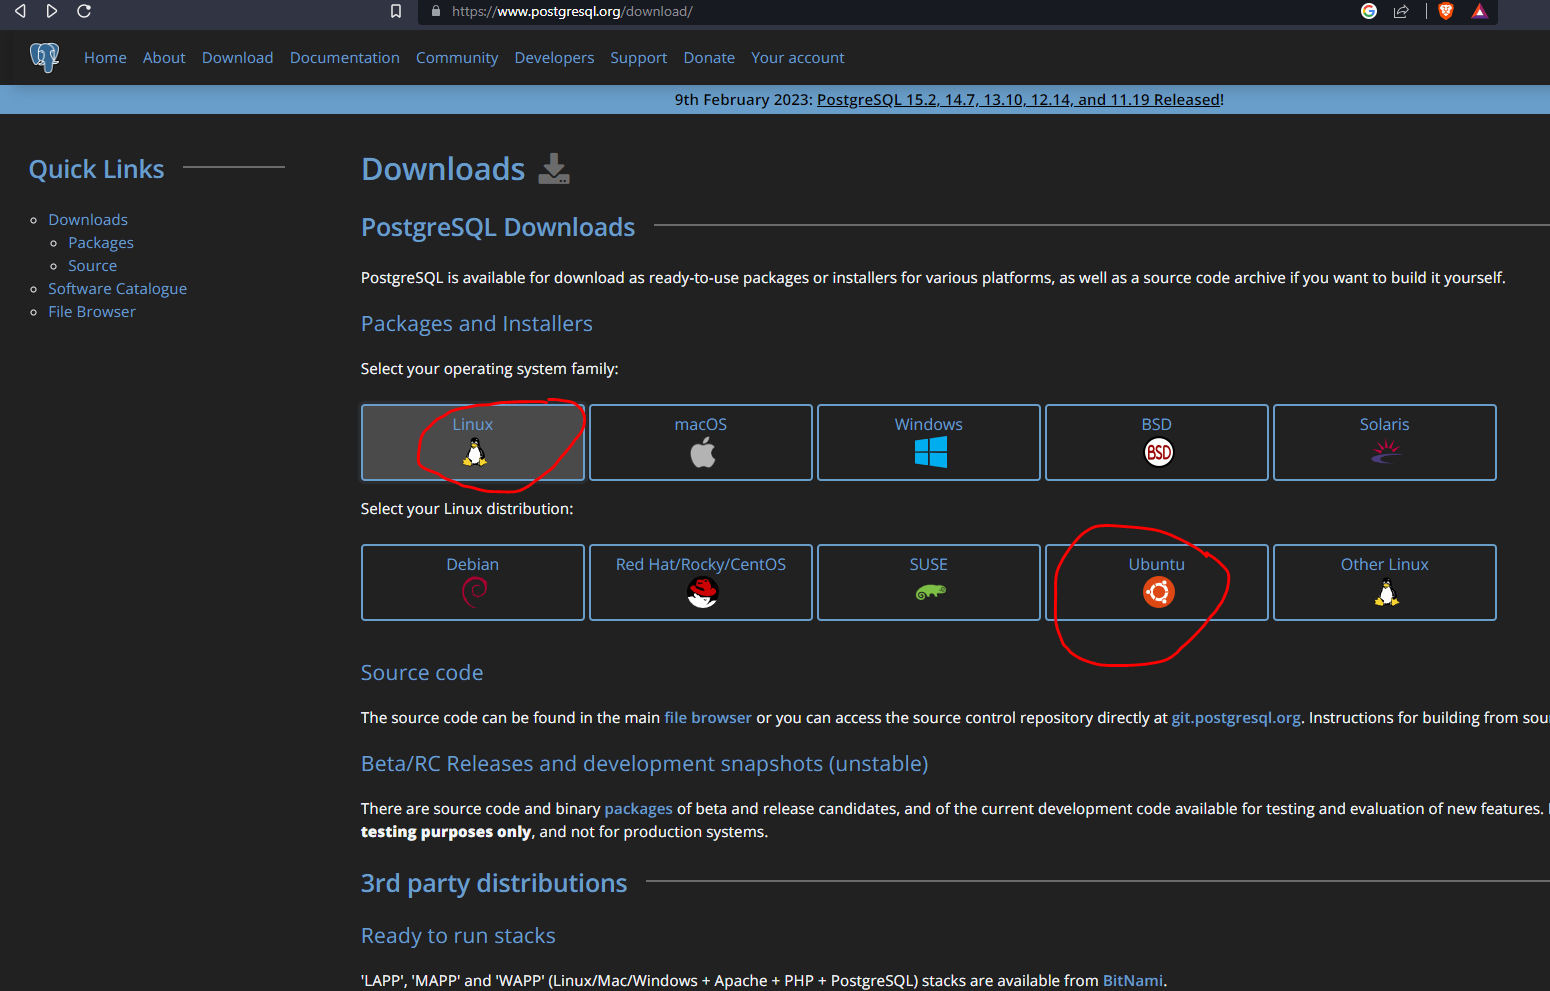 https://www.postgresql.org/download/
Home About Download Documentation Community Developers Support Donate Your account
9th February 2023: PostgreSQL 15.2, 14.7, 13.10, 12.14, and 11.19 Released!
Quick Links
Downloads
Packages
Source
Software Catalogue
File Browser
Downloads
PostgreSQL Downloads
PostgreSQL is available for download as ready-to-use packages or installers for various platforms, as well as a source code archive if you want to build it yourself.
Packages and Installers
Select your operating system family:
Linux macOS Windows BSD Solaris
BSD
Select your Linux distribution:
Debian Red Hat/Rocky/CentOS SUSE Ubuntu Other Linux
Source code
The source code can be found in the main file browser or you can access the source control repository directly at git.postgresql.org. Instructions for building from sou
Beta/RC Releases and development snapshots (unstable)
There are source code and binary packages of beta and release candidates, and of the current development code available for testing and evaluation of new features.
testing purposes only, and not for production systems.
3rd party distributions
Ready to run stacks
'LAPP', 'MAPP' and 'WAPP' (Linux/Mac/Windows + Apache + PHP + PostgreSQL) stacks are available from BitNami.